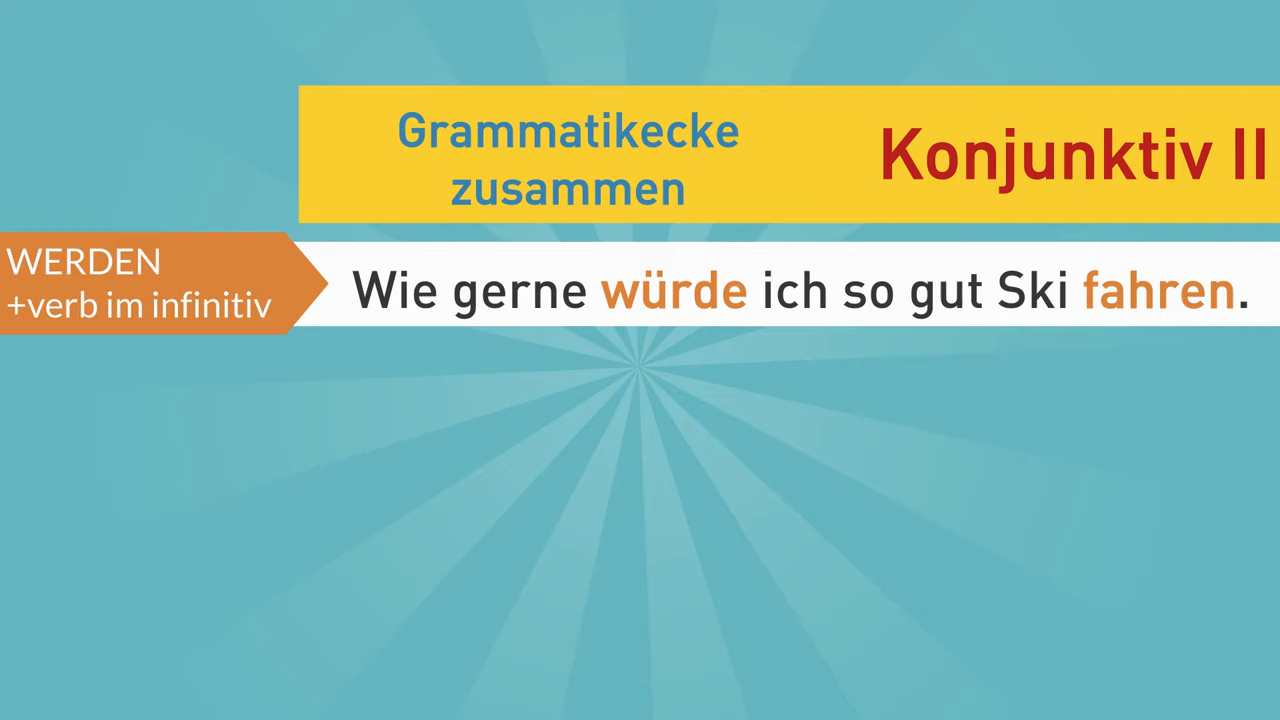 Grammatikecke
zusammen
Konjunktiv II
WERDEN
+verb im infinitiv
Wie gerne würde ich so gut Ski fahren.